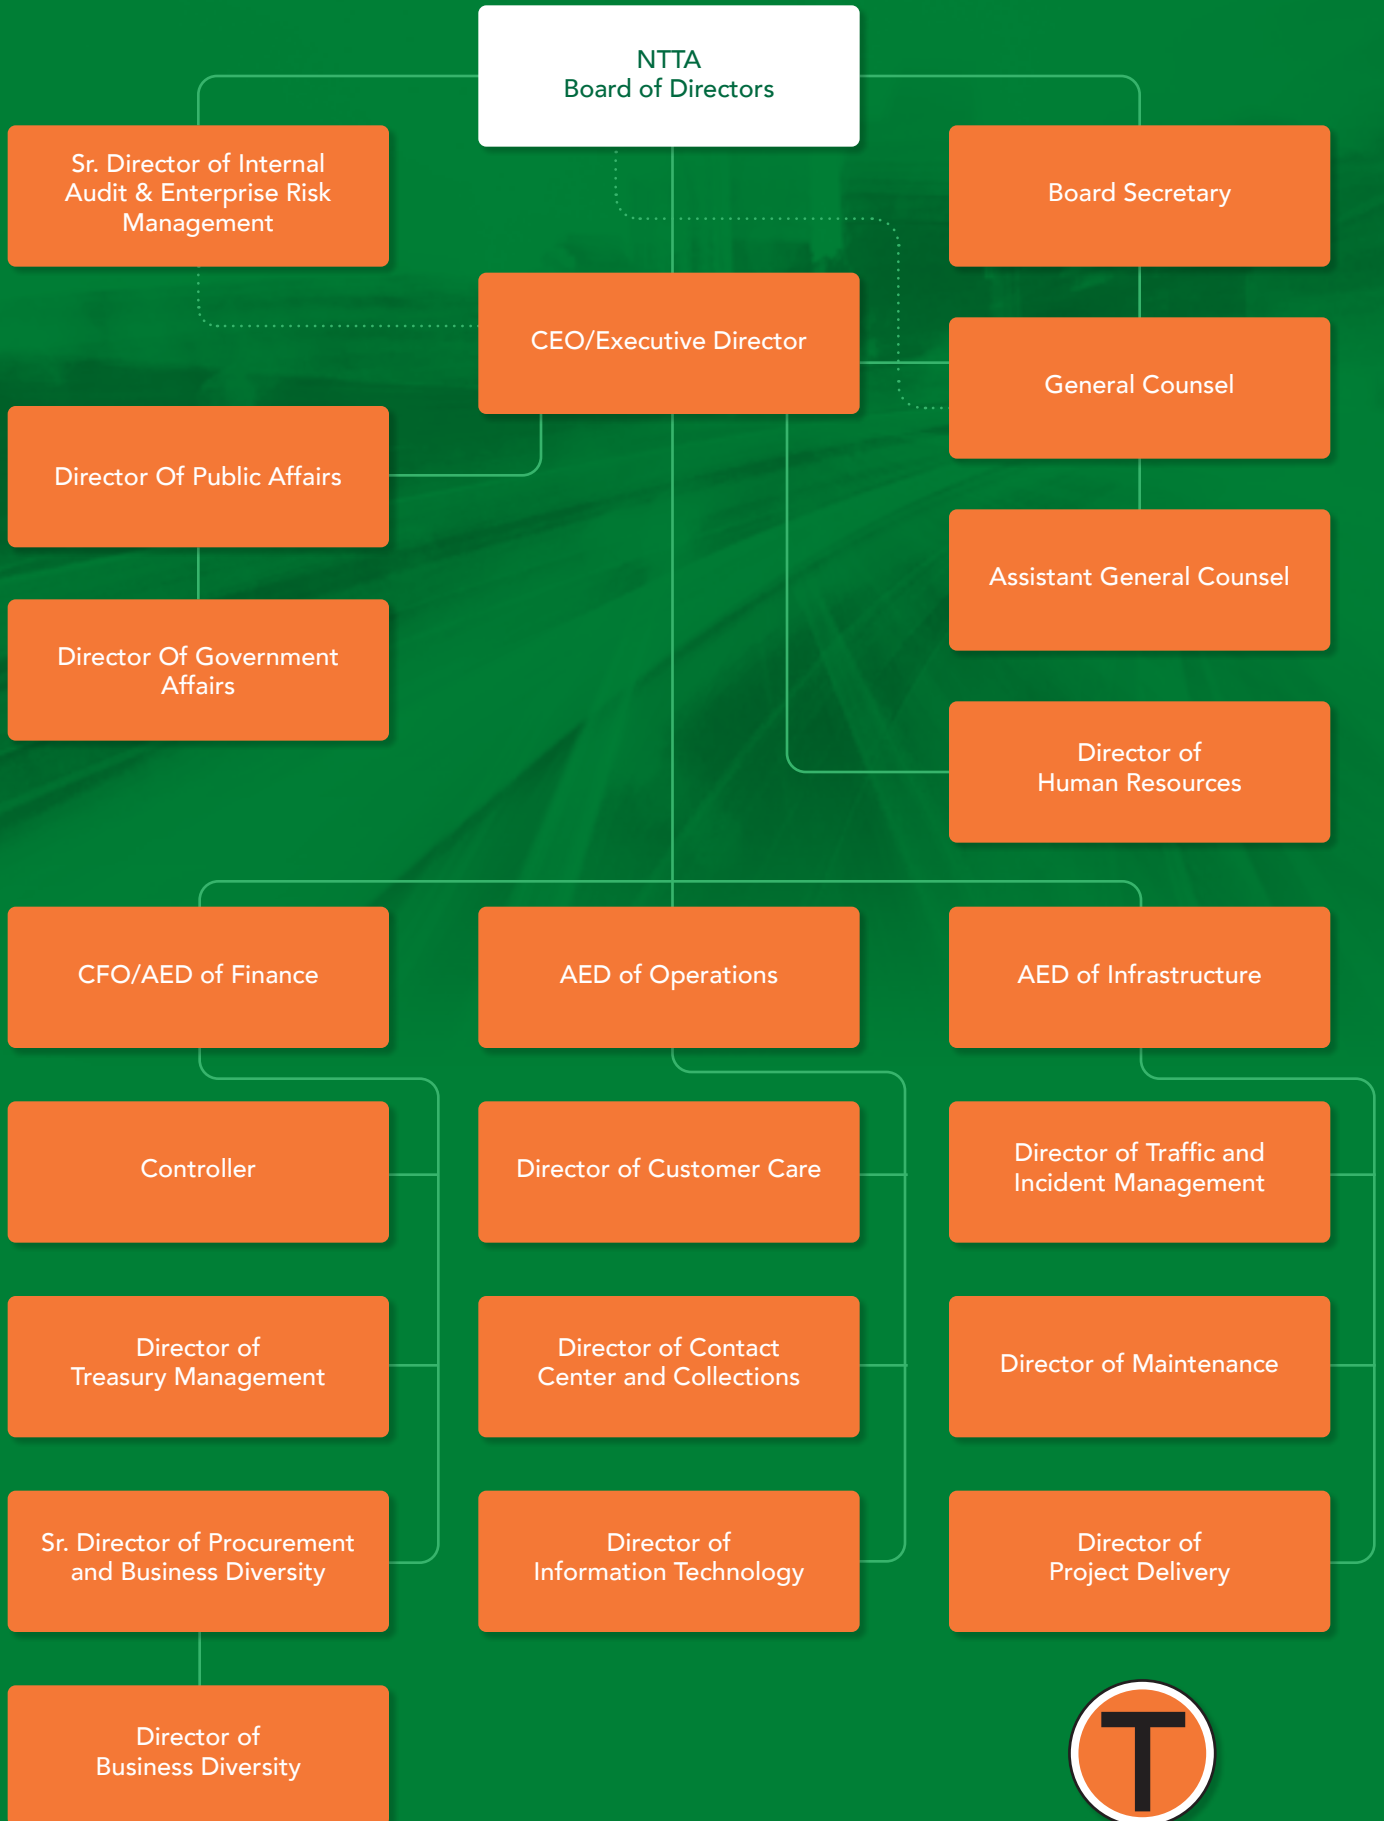 NTTA
Board of Directors
Sr. Director of Internal
Audit & Enterprise Risk
Management
Board Secretary
CEO/Executive Director
General Counsel
Director Of Public Affairs
Assistant General Counsel
Director Of Government
Affairs
Director of
Human Resources
CFO/AED of Finance
AED of Operations
AED of Infrastructure
Controller
Director of Customer Care
Director of Traffic and
Incident Management
Director of
Treasury Management
Director of Contact
Center and Collections
Director of Maintenance
Sr. Director of Procurement
and Business Diversity
Director of
Information Technology
Director of
Project Delivery
Director of
Business Diversity
T